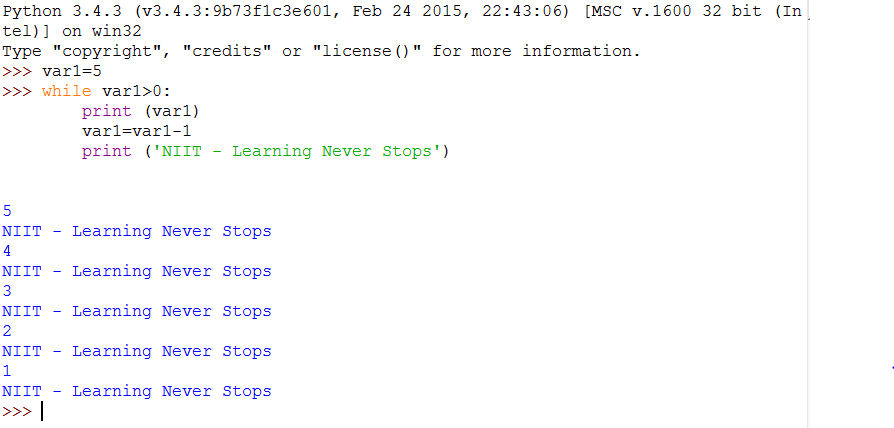 Python 3.4.3 (v3.4.3:9b73f1c3e601, Feb 24 2015, 22:43:06) [MSC v.1600 32 bit (In
tel)] on win32
Type "copyright", "credits" or "license()" for more information.
>>> var1=5
>>> while var1>0:
        print (var1)
        var1=var1-1
        print ('NIIT - Learning Never Stops')
5
NIIT - Learning Never Stops
4
NIIT - Learning Never Stops
3
NIIT - Learning Never Stops
2
NIIT - Learning Never Stops
1
NIIT - Learning Never Stops
>>>